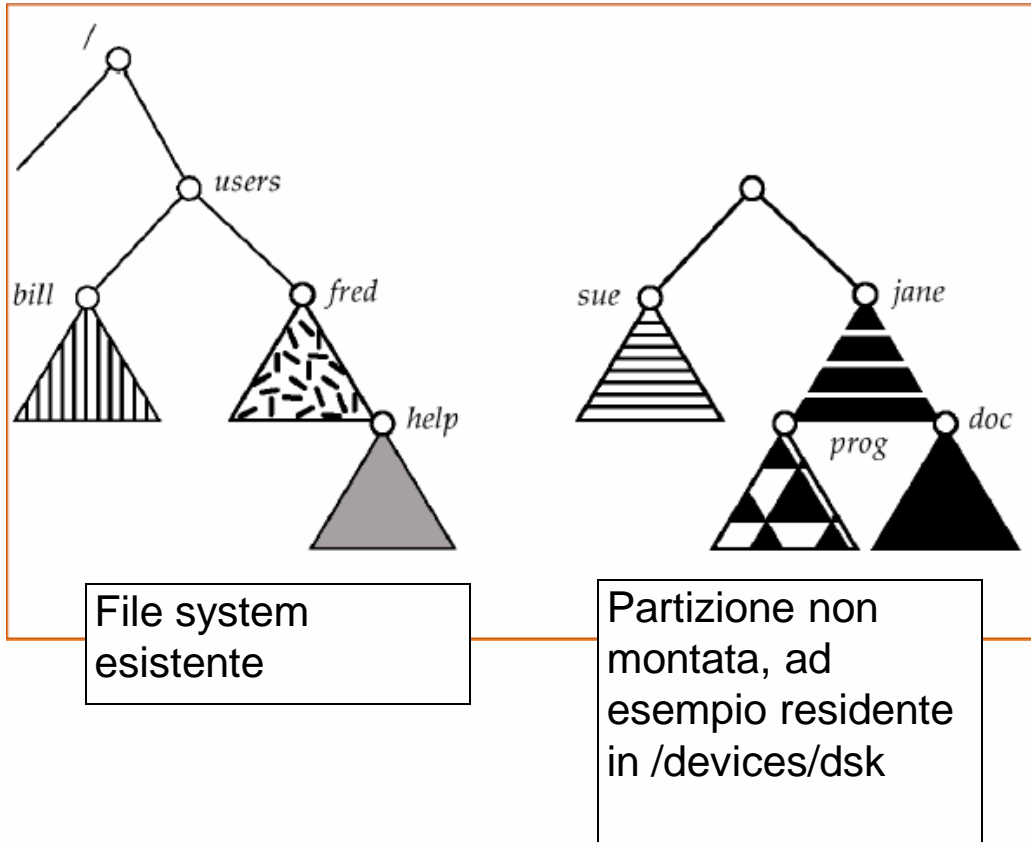 /
users
bill
fred
help
sue
jane
prog
doc
File system
esistente
Partizione non
montata, ad
esempio residente
in /devices/dsk